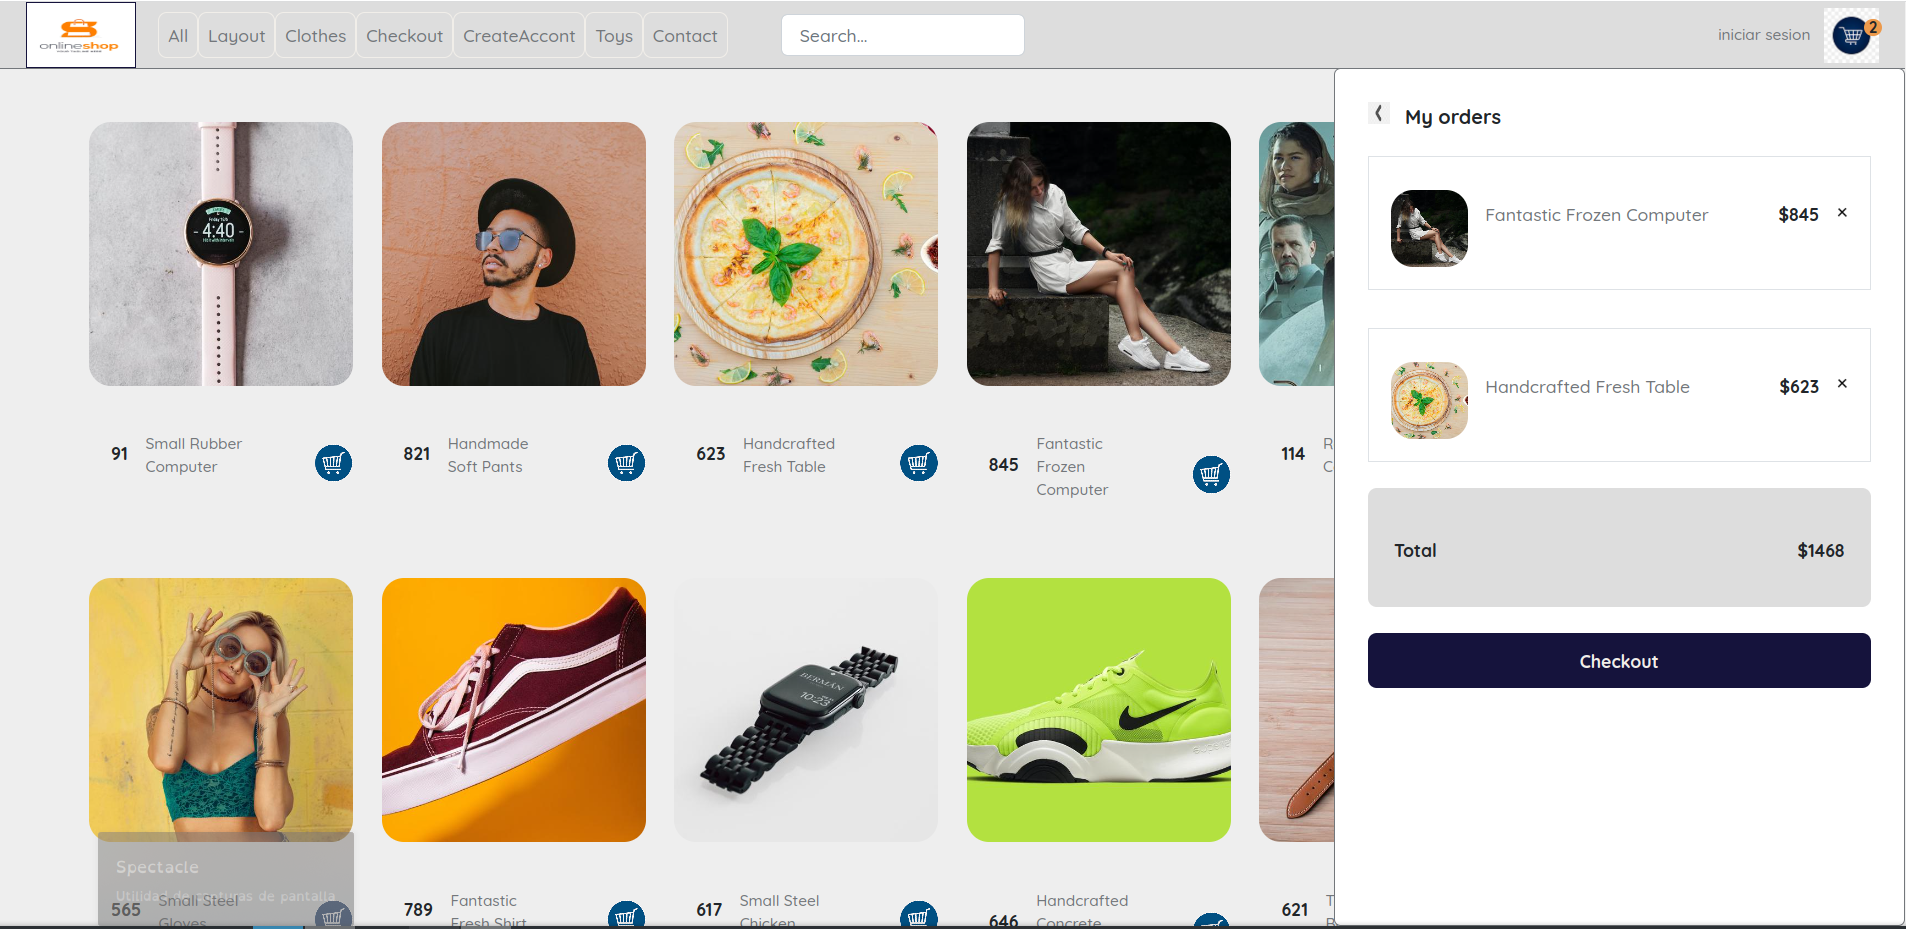 onlineshop
All Layout Clothes Checkout CreateAccont Toys Contact
Search...
iniciar sesion
2
My orders
Fantastic Frozen Computer $845 ×
Handcrafted Fresh Table $623 ×
Total $1468
Checkout
4:40
91 Small Rubber
Computer
821 Handmade
Soft Pants
623 Handcrafted
Fresh Table
845 Fantastic
Frozen
Computer
114 R
C
BERMÁN
10:23
Spectacle
Utilidad de capturas de pantalla
565 Small Steel
Gloves
789 Fantastic
Fresh Shirt
617 Small Steel
Chicken
646 Handcrafted
Concrete
621 T